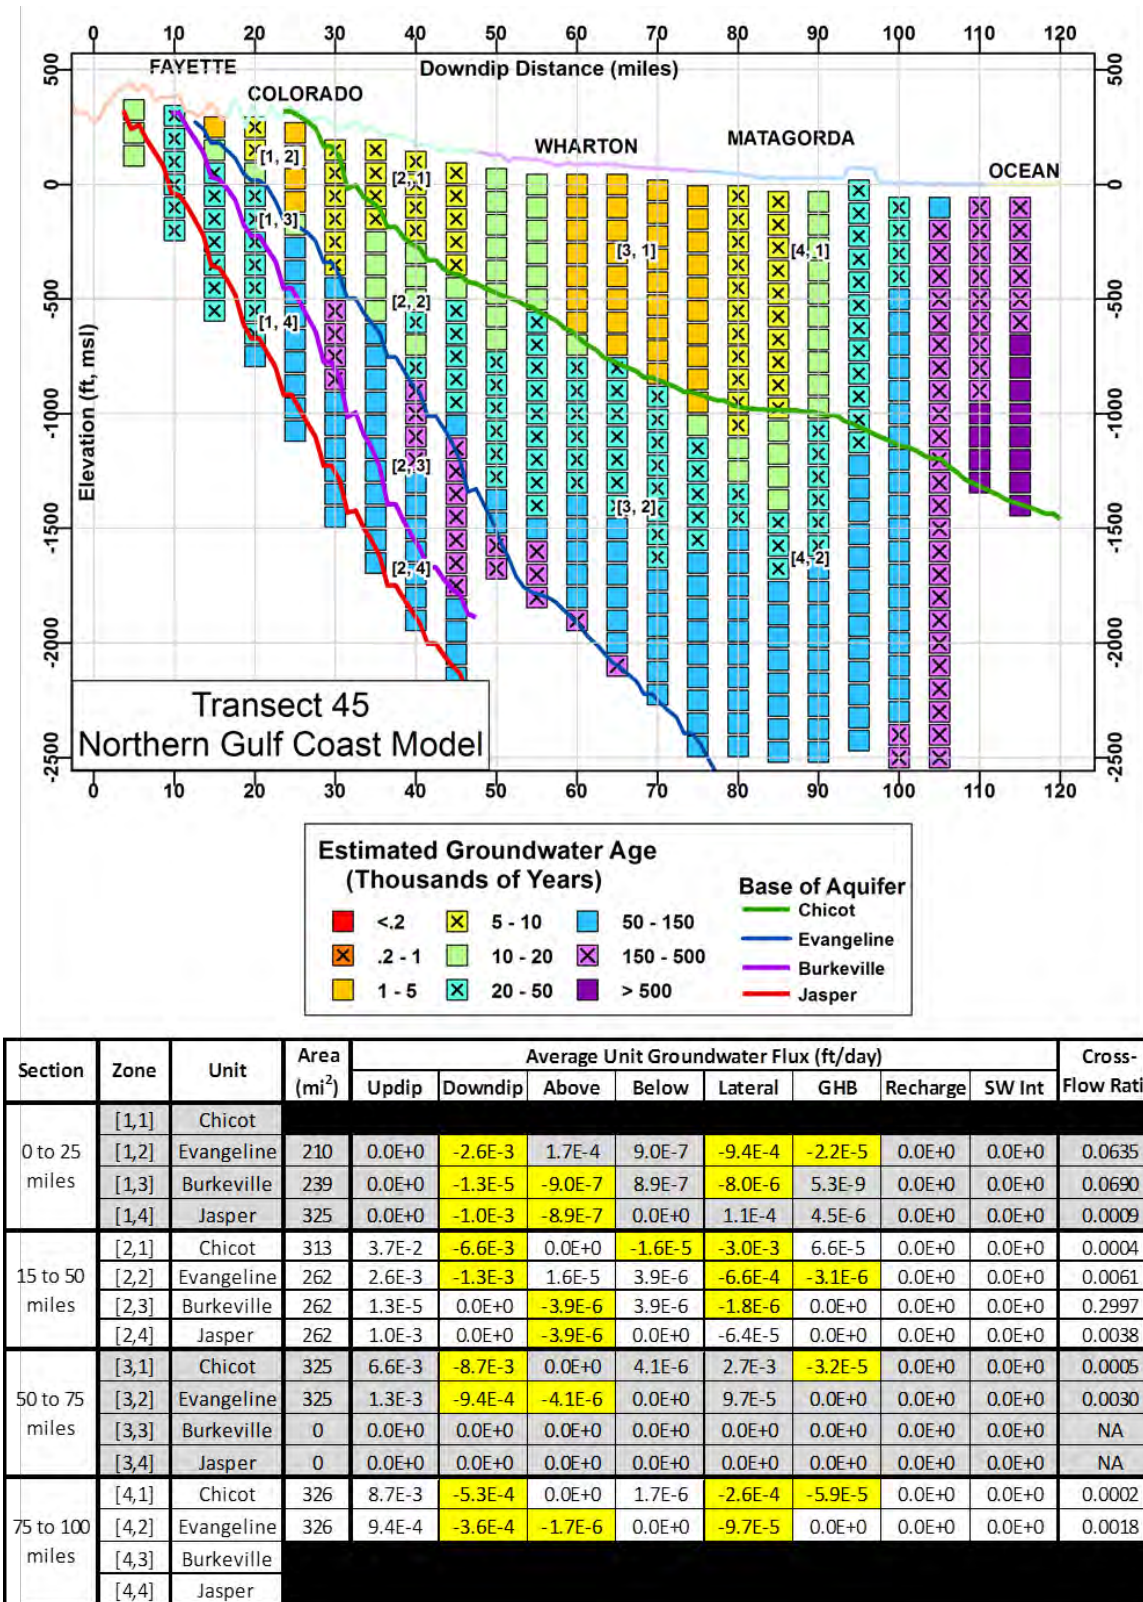 0 10 20 30 40 50 60 70 80 90 100 110 120
FAYETTE
Downdip Distance (miles)
COLORADO
WHARTON
MATAGORDA
OCEAN
500 500
0 0
-500 -500
-1000 -1000
-1500 -1500
-2000 -2000
-2500 -2500
Elevation (ft, msl)
[1, 2]
[2, 1]
[1, 3]
[3, 1]
[4, 1]
[2, 2]
[1, 4]
[2, 3]
[3, 2]
[2, 4]
[4, 2]
Transect 45
Northern Gulf Coast Model
0 10 20 30 40 50 60 70 80 90 100 110 120
Estimated Groundwater Age
(Thousands of Years)
<.2
.2 - 1
1 - 5
5 - 10
10 - 20
20 - 50
50 - 150
150 - 500
> 500
Base of Aquifer
Chicot
Evangeline
Burkeville
Jasper
Section Zone Unit Area (mi²) Average Unit Groundwater Flux (ft/day) Cross-
Updip Downdip Above Below Lateral GHB Recharge SW Int Flow Rati
0 to 25 miles
[1,1] Chicot
[1,2] Evangeline 210 0.0E+0 -2.6E-3 1.7E-4 9.0E-7 -9.4E-4 -2.2E-5 0.0E+0 0.0E+0 0.0635
[1,3] Burkeville 239 0.0E+0 -1.3E-5 -9.0E-7 8.9E-7 -8.0E-6 5.3E-9 0.0E+0 0.0E+0 0.0690
[1,4] Jasper 325 0.0E+0 -1.0E-3 -8.9E-7 0.0E+0 1.1E-4 4.5E-6 0.0E+0 0.0E+0 0.0009
15 to 50 miles
[2,1] Chicot 313 3.7E-2 -6.6E-3 0.0E+0 -1.6E-5 -3.0E-3 6.6E-5 0.0E+0 0.0E+0 0.0004
[2,2] Evangeline 262 2.6E-3 -1.3E-3 1.6E-5 3.9E-6 -6.6E-4 -3.1E-6 0.0E+0 0.0E+0 0.0061
[2,3] Burkeville 262 1.3E-5 0.0E+0 -3.9E-6 3.9E-6 -1.8E-6 0.0E+0 0.0E+0 0.0E+0 0.2997
[2,4] Jasper 262 1.0E-3 0.0E+0 -3.9E-6 0.0E+0 -6.4E-5 0.0E+0 0.0E+0 0.0E+0 0.0038
50 to 75 miles
[3,1] Chicot 325 6.6E-3 -8.7E-3 0.0E+0 4.1E-6 2.7E-3 -3.2E-5 0.0E+0 0.0E+0 0.0005
[3,2] Evangeline 325 1.3E-3 -9.4E-4 -4.1E-6 0.0E+0 9.7E-5 0.0E+0 0.0E+0 0.0E+0 0.0030
[3,3] Burkeville 0 0.0E+0 0.0E+0 0.0E+0 0.0E+0 0.0E+0 0.0E+0 0.0E+0 0.0E+0 NA
[3,4] Jasper 0 0.0E+0 0.0E+0 0.0E+0 0.0E+0 0.0E+0 0.0E+0 0.0E+0 0.0E+0 NA
75 to 100 miles
[4,1] Chicot 326 8.7E-3 -5.3E-4 0.0E+0 1.7E-6 -2.6E-4 -5.9E-5 0.0E+0 0.0E+0 0.0002
[4,2] Evangeline 326 9.4E-4 -3.6E-4 -1.7E-6 0.0E+0 -9.7E-5 0.0E+0 0.0E+0 0.0E+0 0.0018
[4,3] Burkeville
[4,4] Jasper